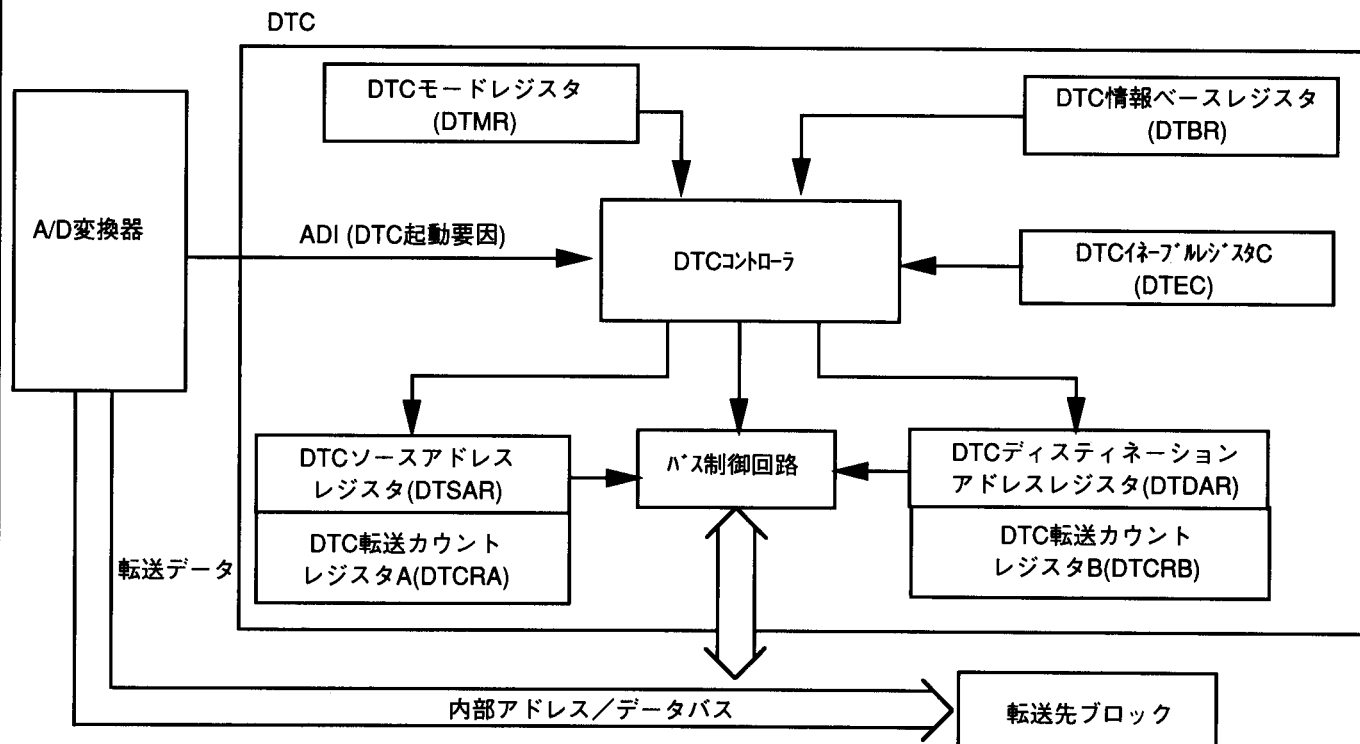 DTC
DTCモードレジスタ
(DTMR)
DTC情報ベースレジスタ
(DTBR)
A/D変換器
ADI (DTC起動要因)
DTCｺﾝﾄﾛｰﾗ
DTCｲﾈｰﾌﾞﾙﾚｼﾞｽﾀC
(DTEC)
DTCソースアドレス
レジスタ(DTSAR)
ﾊﾞｽ制御回路
DTCディスティネーション
アドレスレジスタ(DTDAR)
DTC転送カウント
レジスタA(DTCRA)
DTC転送カウント
レジスタB(DTCRB)
転送データ
内部アドレス／データバス
転送先ブロック